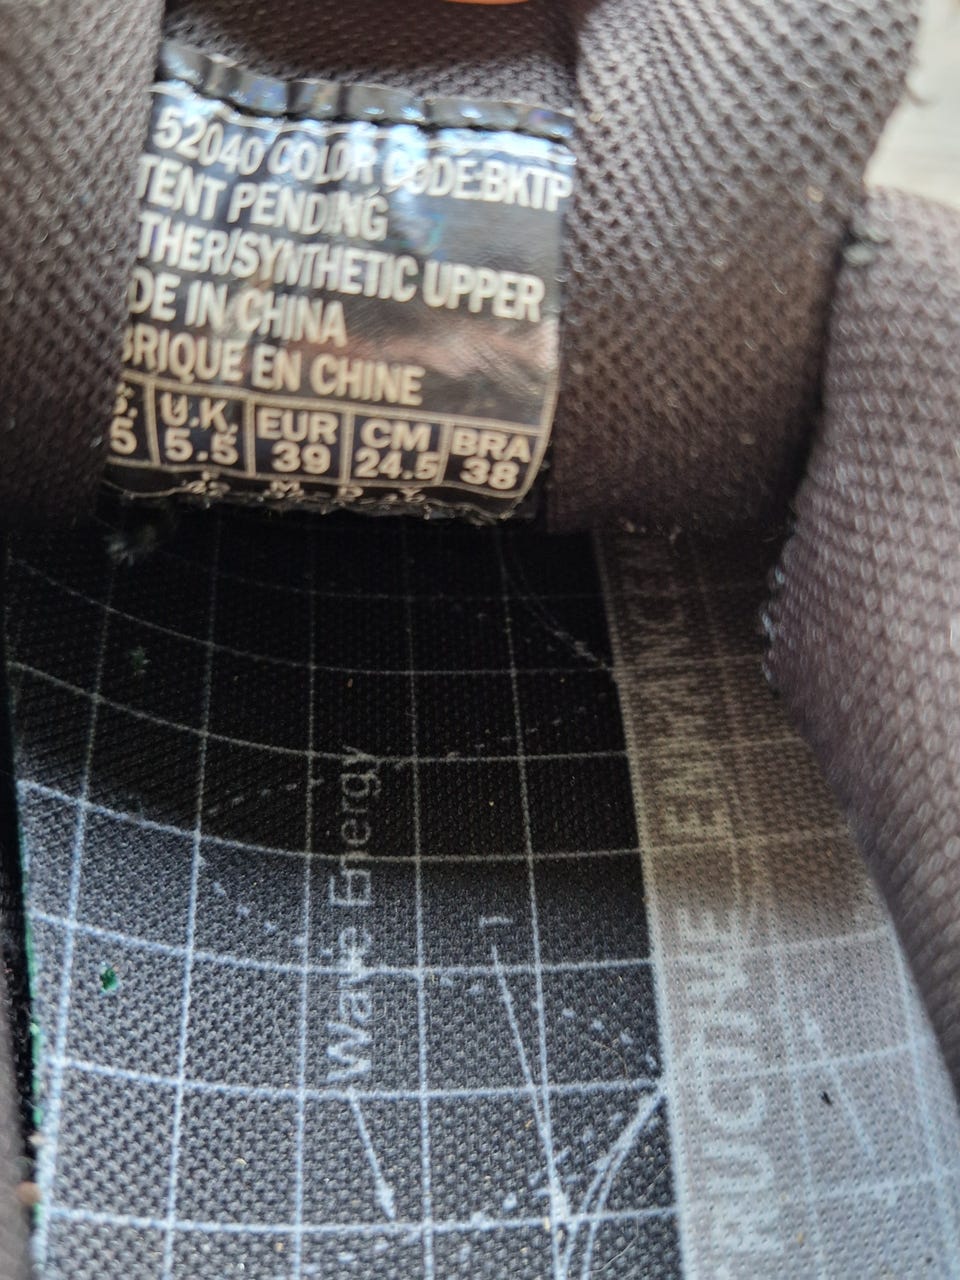 52040 COLOR CODE:BKTP
TENT PENDING
THER/SYNTHETIC UPPER
DE IN CHINA
BRIQUE EN CHINE
S. U.K. EUR CM BRA
5 5.5 39 24.5 38
Wave Energy